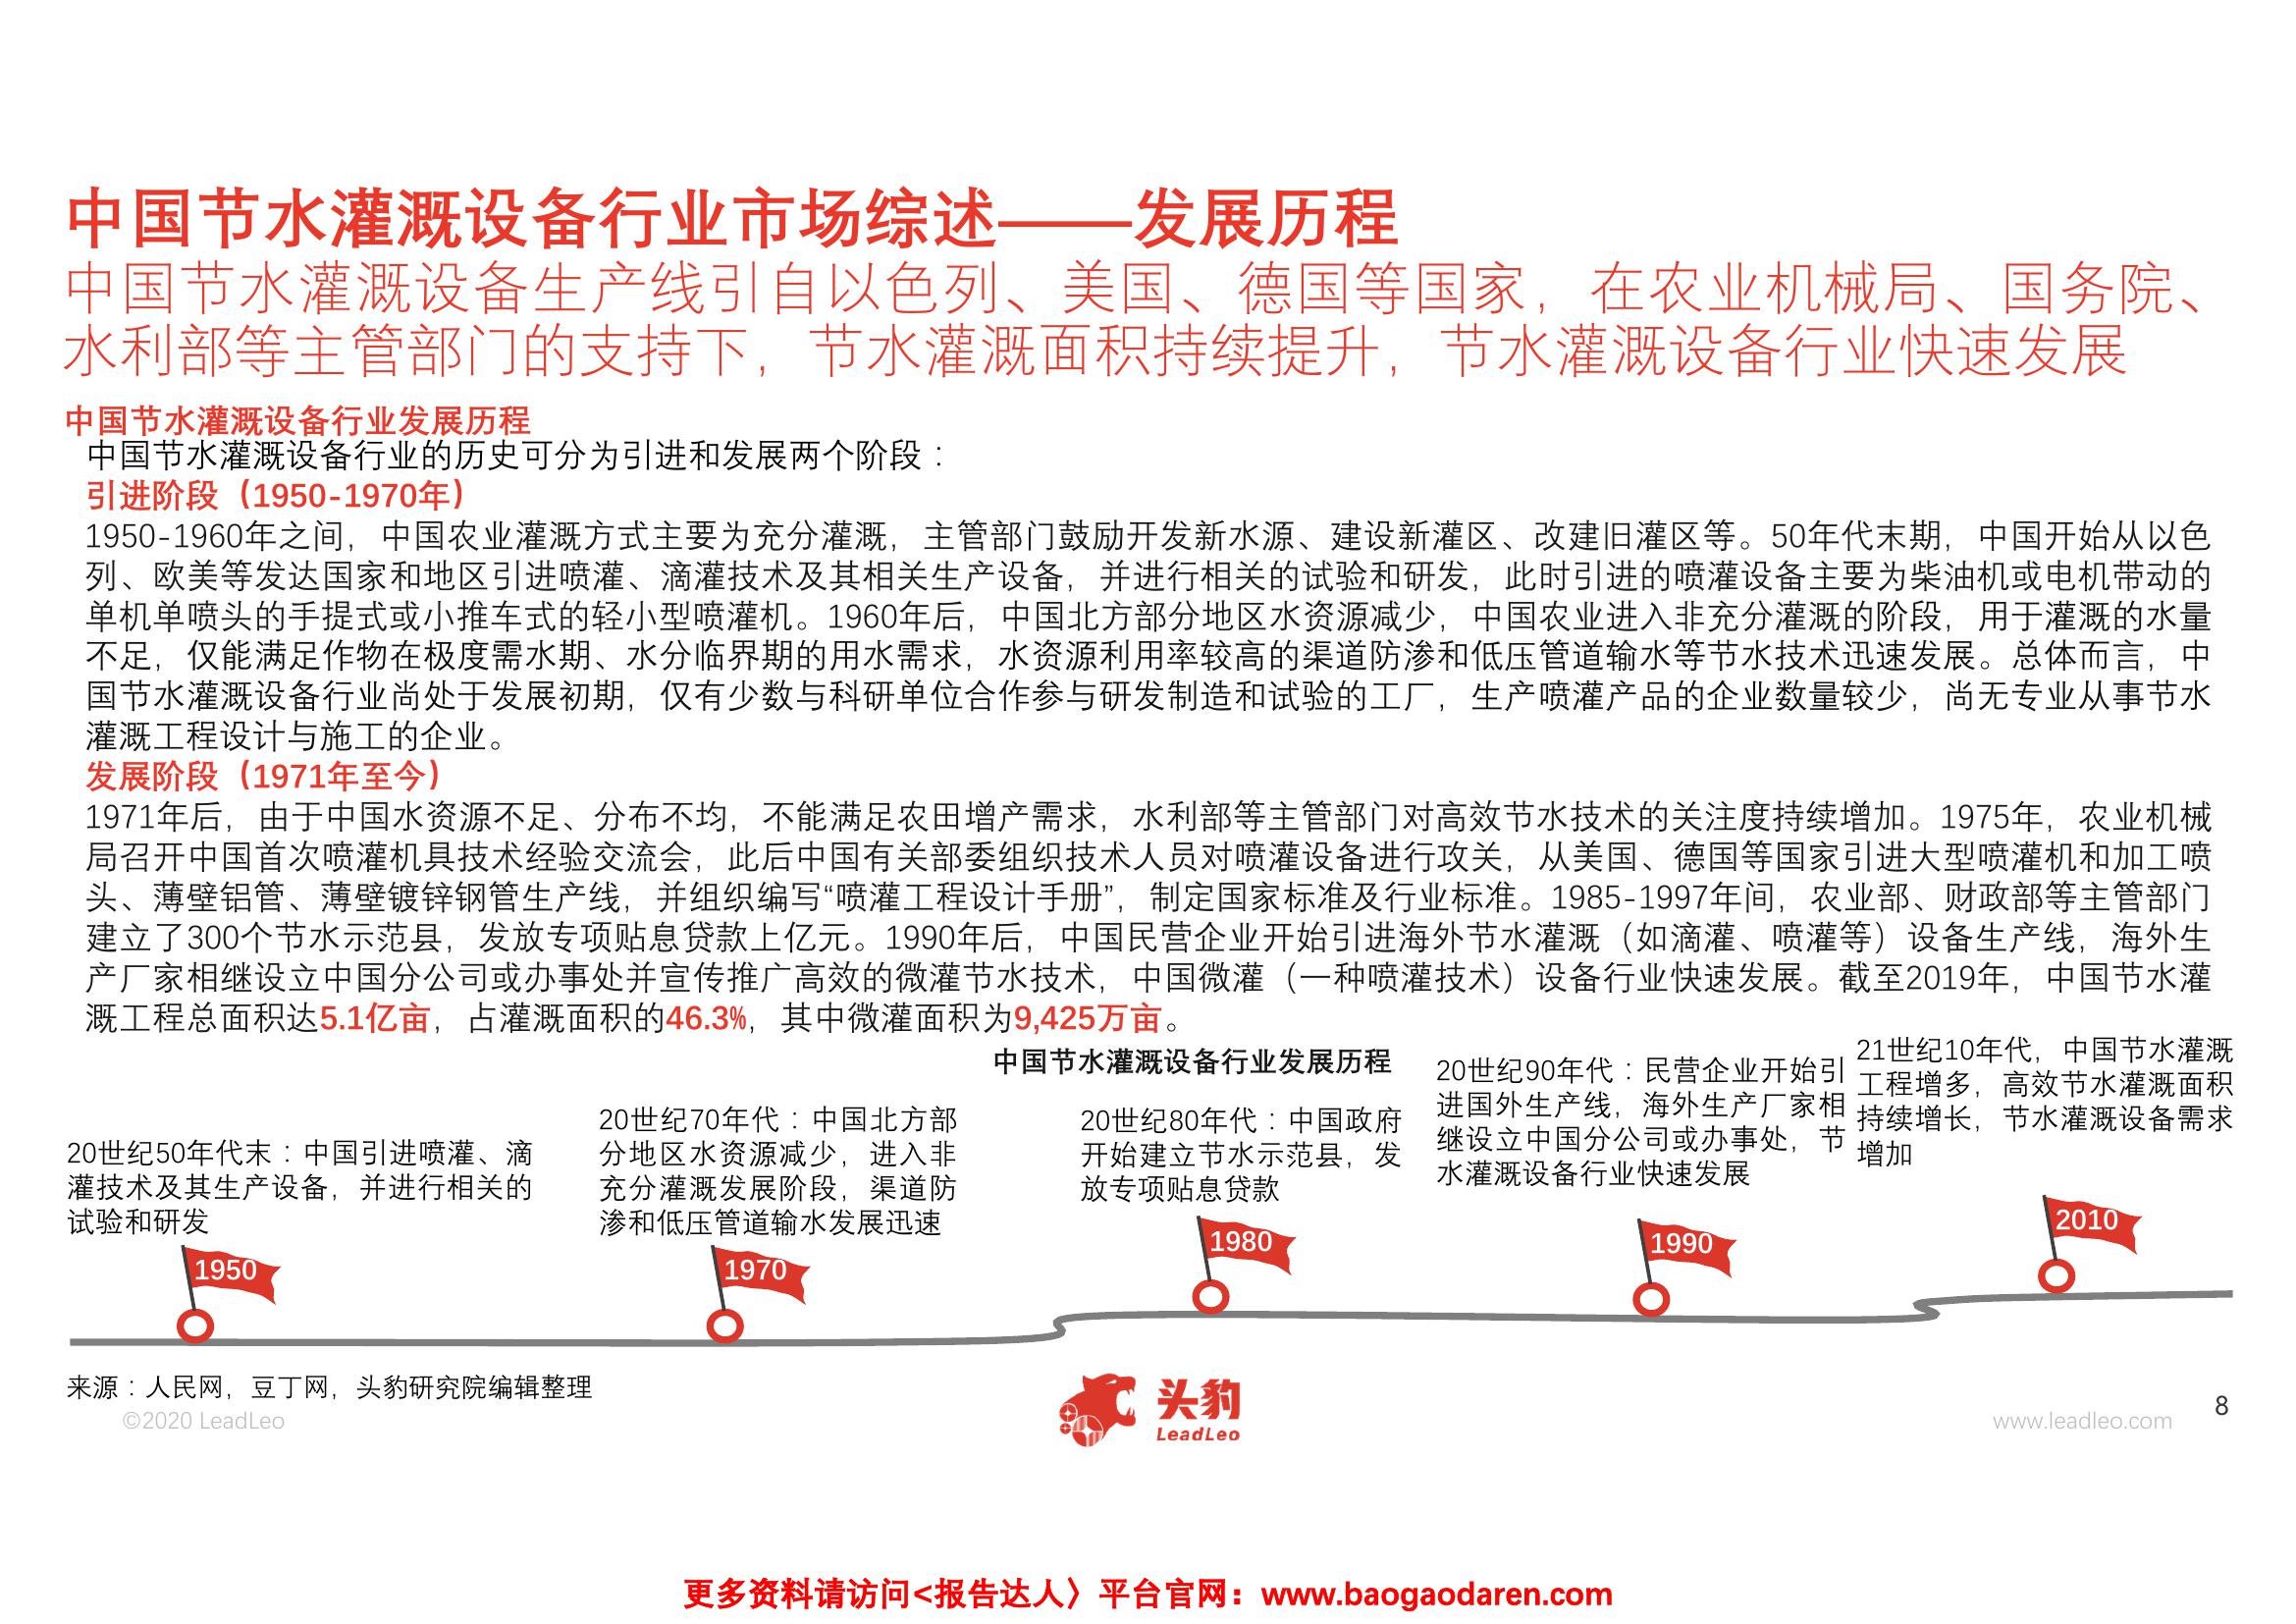 中国节水灌溉设备行业市场综述——发展历程
中国节水灌溉设备生产线引自以色列、美国、德国等国家，在农业机械局、国务院、
水利部等主管部门的支持下，节水灌溉面积持续提升，节水灌溉设备行业快速发展
中国节水灌溉设备行业发展历程
中国节水灌溉设备行业的历史可分为引进和发展两个阶段：
引进阶段（1950-1970年）
1950-1960年之间，中国农业灌溉方式主要为充分灌溉，主管部门鼓励开发新水源、建设新灌区、改建旧灌区等。50年代末期，中国开始从以色
列、欧美等发达国家和地区引进喷灌、滴灌技术及其相关生产设备，并进行相关的试验和研发，此时引进的喷灌设备主要为柴油机或电机带动的
单机单喷头的手提式或小推车式的轻小型喷灌机。1960年后，中国北方部分地区水资源减少，中国农业进入非充分灌溉的阶段，用于灌溉的水量
不足，仅能满足作物在极度需水期、水分临界期的用水需求，水资源利用率较高的渠道防渗和低压管道输水等节水技术迅速发展。总体而言，中
国节水灌溉设备行业尚处于发展初期，仅有少数与科研单位合作参与研发制造和试验的工厂，生产喷灌产品的企业数量较少，尚无专业从事节水
灌溉工程设计与施工的企业。
发展阶段（1971年至今）
1971年后，由于中国水资源不足、分布不均，不能满足农田增产需求，水利部等主管部门对高效节水技术的关注度持续增加。1975年，农业机械
局召开中国首次喷灌机具技术经验交流会，此后中国有关部委组织技术人员对喷灌设备进行攻关，从美国、德国等国家引进大型喷灌机和加工喷
头、薄壁铝管、薄壁镀锌钢管生产线，并组织编写“喷灌工程设计手册”，制定国家标准及行业标准。1985-1997年间，农业部、财政部等主管部门
建立了300个节水示范县，发放专项贴息贷款上亿元。1990年后，中国民营企业开始引进海外节水灌溉（如滴灌、喷灌等）设备生产线，海外生
产厂家相继设立中国分公司或办事处并宣传推广高效的微灌节水技术，中国微灌（一种喷灌技术）设备行业快速发展。截至2019年，中国节水灌
溉工程总面积达5.1亿亩，占灌溉面积的46.3%，其中微灌面积为9,425万亩。
中国节水灌溉设备行业发展历程
20世纪50年代末：中国引进喷灌、滴
灌技术及其生产设备，并进行相关的
试验和研发
20世纪70年代：中国北方部
分地区水资源减少，进入非
充分灌溉发展阶段，渠道防
渗和低压管道输水发展迅速
20世纪80年代：中国政府
开始建立节水示范县，发
放专项贴息贷款
20世纪90年代：民营企业开始引
进国外生产线，海外生产厂家相
继设立中国分公司或办事处，节
水灌溉设备行业快速发展
21世纪10年代，中国节水灌溉
工程增多，高效节水灌溉面积
持续增长，节水灌溉设备需求
增加
1950
1970
1980
1990
2010
来源：人民网，豆丁网，头豹研究院编辑整理
©2020 LeadLeo
头豹
LeadLeo
www.leadleo.com
8
更多资料请访问<报告达人〉平台官网：www.baogaodaren.com